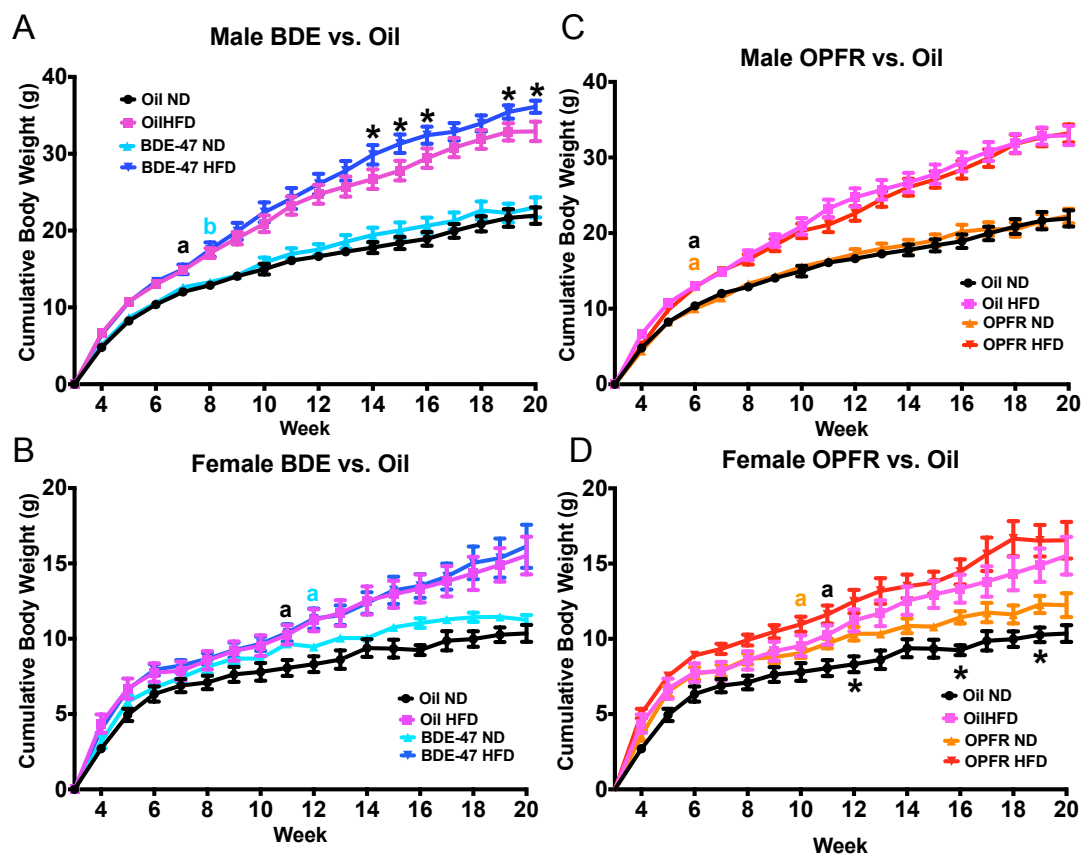 A
Male BDE vs. Oil
Cumulative Body Weight (g)
40
30
20
10
0
Oil ND
OilHFD
BDE-47 ND
BDE-47 HFD
a
b
* * * * *
4 6 8 10 12 14 16 18 20
Week
C
Male OPFR vs. Oil
Cumulative Body Weight (g)
40
30
20
10
0
a
a
Oil ND
Oil HFD
OPFR ND
OPFR HFD
4 6 8 10 12 14 16 18 20
Week
B
Female BDE vs. Oil
Cumulative Body Weight (g)
20
15
10
5
0
a
a
Oil ND
Oil HFD
BDE-47 ND
BDE-47 HFD
4 6 8 10 12 14 16 18 20
Week
D
Female OPFR vs. Oil
Cumulative Body Weight (g)
20
15
10
5
0
a
a
* * *
Oil ND
OilHFD
OPFR ND
OPFR HFD
4 6 8 10 12 14 16 18 20
Week